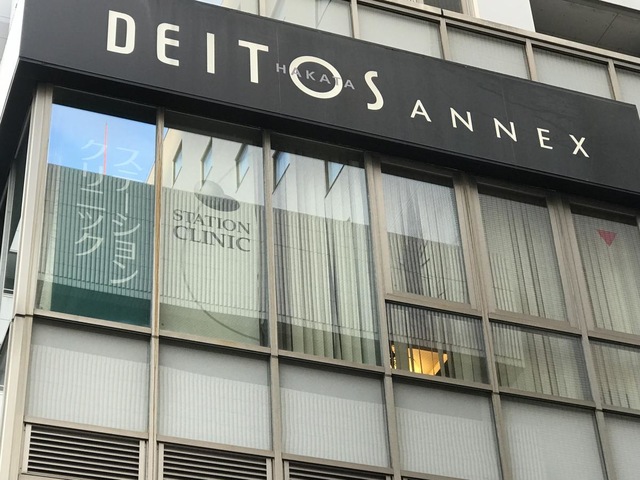 DEITOS
HAKATA
ANNEX
ステーション
クリニック
STATION
CLINIC